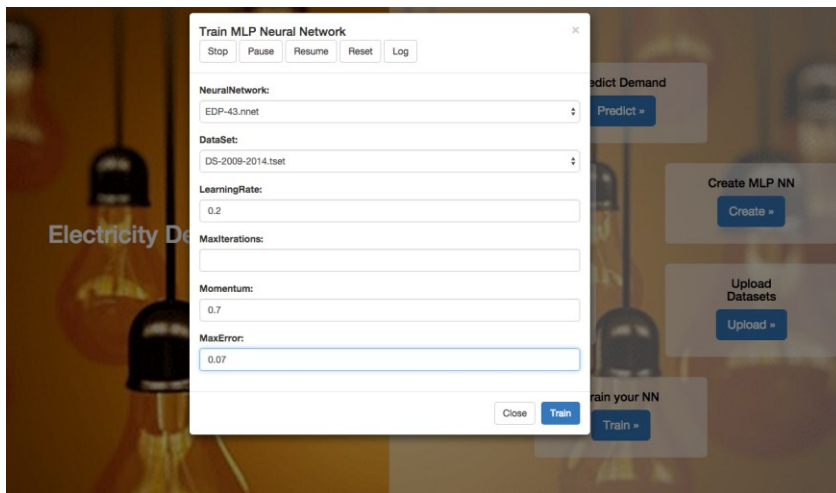 Train MLP Neural Network
×
Stop Pause Resume Reset Log
NeuralNetwork:
EDP-43.nnet
DataSet:
DS-2009-2014.tset
LearningRate:
0.2
MaxIterations:
Momentum:
0.7
MaxError:
0.07
Close Train
Electricity De
edict Demand
Predict »
Create MLP NN
Create »
Upload
Datasets
Upload »
rain your NN
Train »